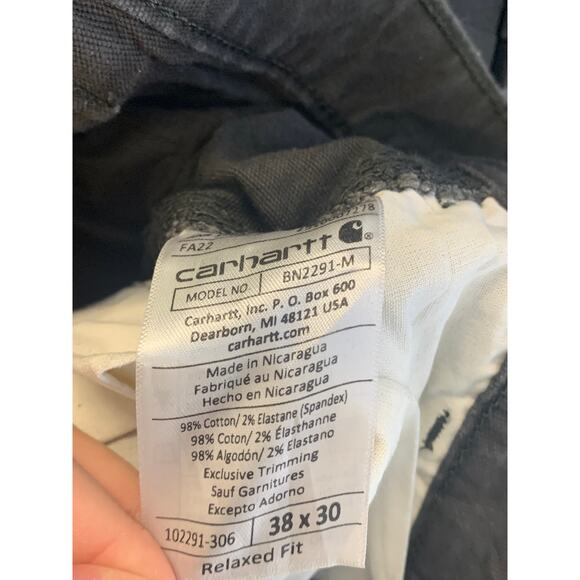 FA22
carhartt
MODEL NO BN2291-M
Carhartt, Inc. P. O. Box 600
Dearborn, MI 48121 USA
carhartt.com
Made in Nicaragua
Fabriqué au Nicaragua
Hecho en Nicaragua
98% Cotton/ 2% Elastane (Spandex)
98% Coton/ 2% Élasthanne
98% Algodón/ 2% Elastano
Exclusive Trimming
Sauf Garnitures
Excepto Adorno
102291-306 38 x 30
Relaxed Fit